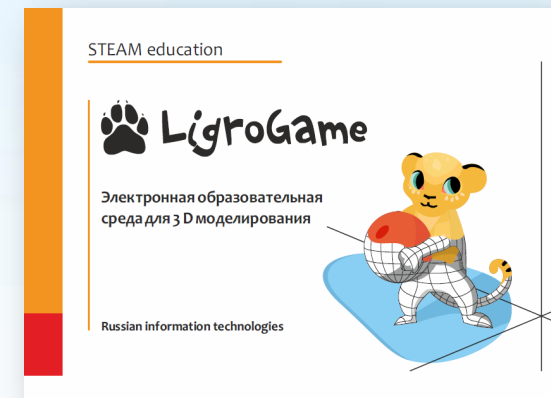 STEAM education
LigroGame
Электронная образовательная
среда для 3 D моделирования
Russian information technologies